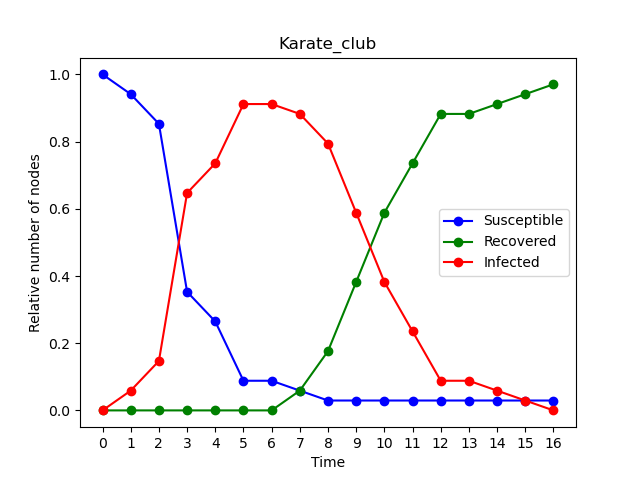 Karate_club
Relative number of nodes
1.0
0.8
0.6
0.4
0.2
0.0
Susceptible
Recovered
Infected
0 1 2 3 4 5 6 7 8 9 10 11 12 13 14 15 16
Time